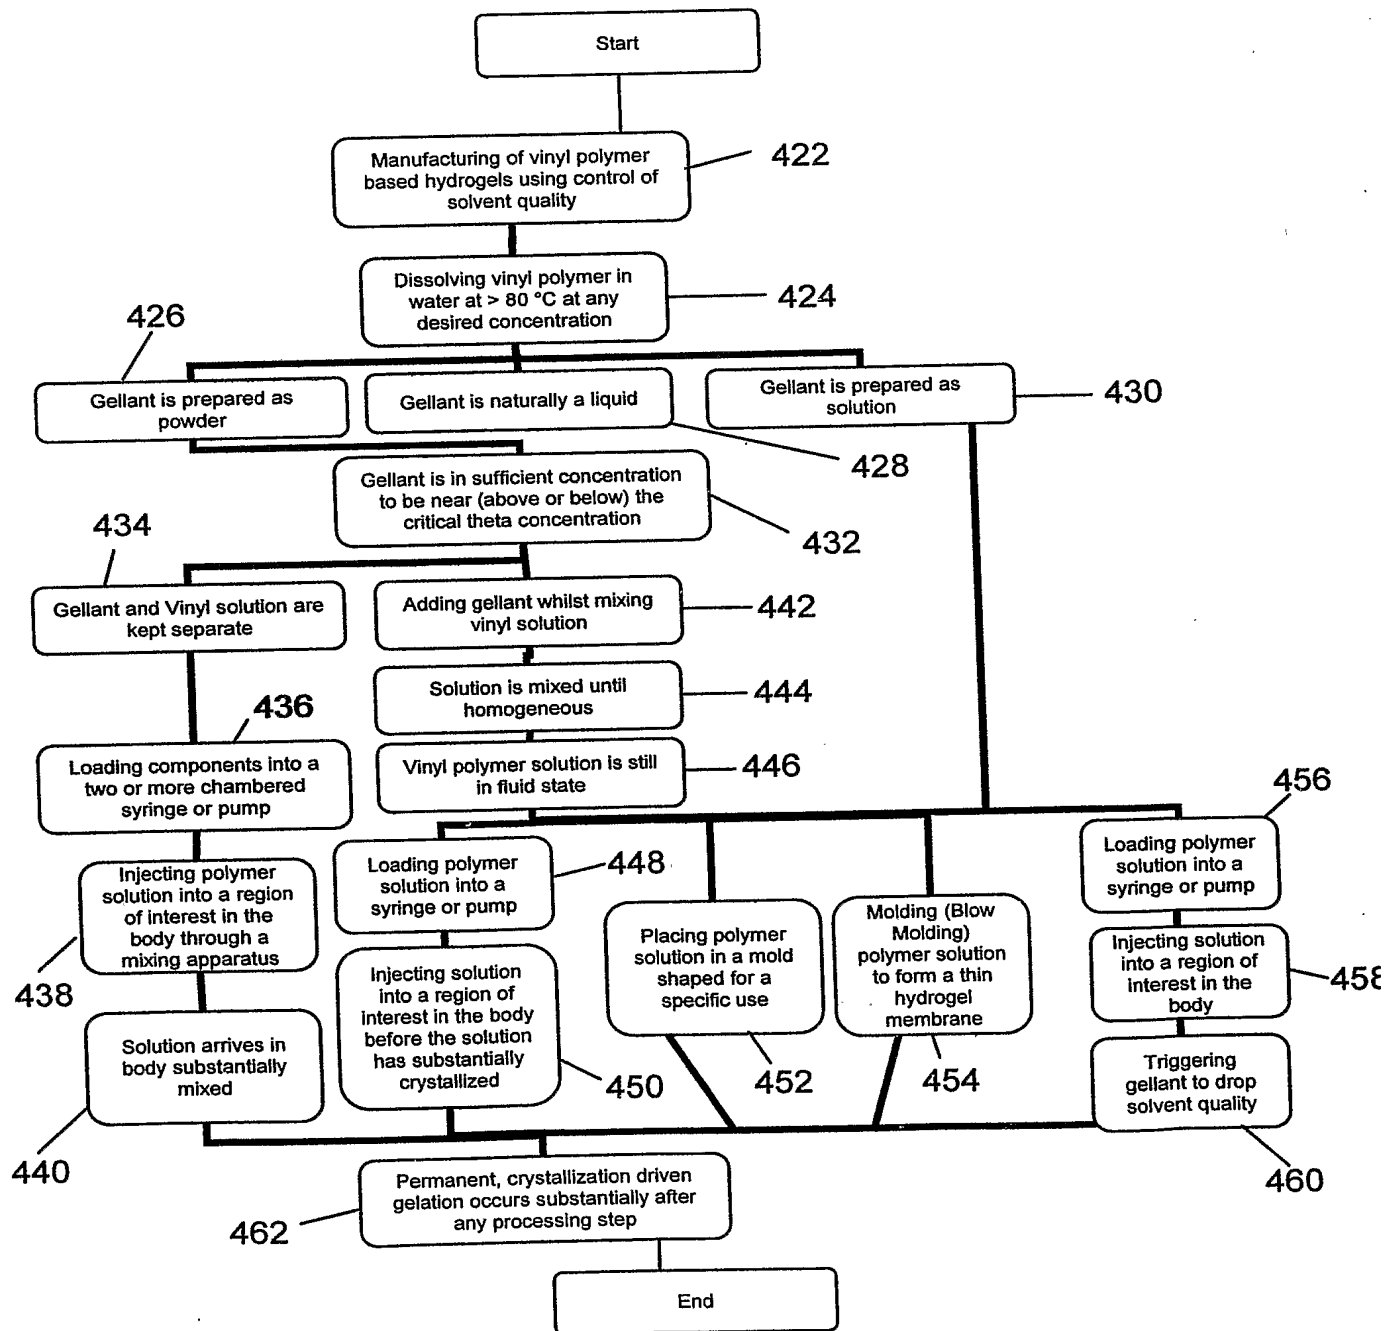 Start
Manufacturing of vinyl polymer
based hydrogels using control of
solvent quality
422
Dissolving vinyl polymer in
water at > 80 °C at any
desired concentration
424
426
Gellant is prepared as
powder
Gellant is naturally a liquid
428
Gellant is prepared as
solution
430
Gellant is in sufficient concentration
to be near (above or below) the
critical theta concentration
432
434
Gellant and Vinyl solution are
kept separate
Adding gellant whilst mixing
vinyl solution
442
Solution is mixed until
homogeneous
444
436
Loading components into a
two or more chambered
syringe or pump
Vinyl polymer solution is still
in fluid state
446
456
Injecting polymer
solution into a region
of interest in the
body through a
mixing apparatus
438
Loading polymer
solution into a
syringe or pump
448
Loading polymer
solution into a
syringe or pump
Placing polymer
solution in a mold
shaped for a
specific use
452
Molding (Blow
Molding)
polymer solution
to form a thin
hydrogel
membrane
454
Injecting solution
into a region of
interest in the
body
458
Solution arrives in
body substantially
mixed
440
Injecting solution
into a region of
interest in the body
before the solution
has substantially
crystallized
450
Triggering
gellant to drop
solvent quality
460
Permanent, crystallization driven
gelation occurs substantially after
any processing step
462
End